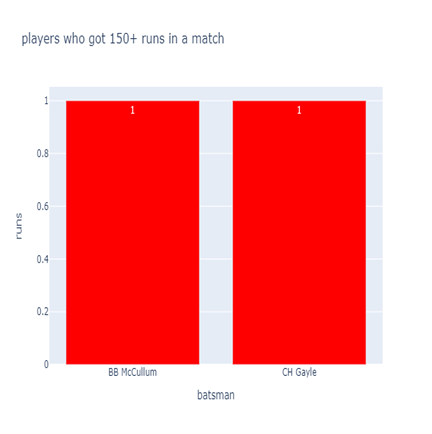 players who got 150+ runs in a match
1
0.8
0.6
0.4
0.2
0
runs
1
1
BB McCullum
CH Gayle
batsman